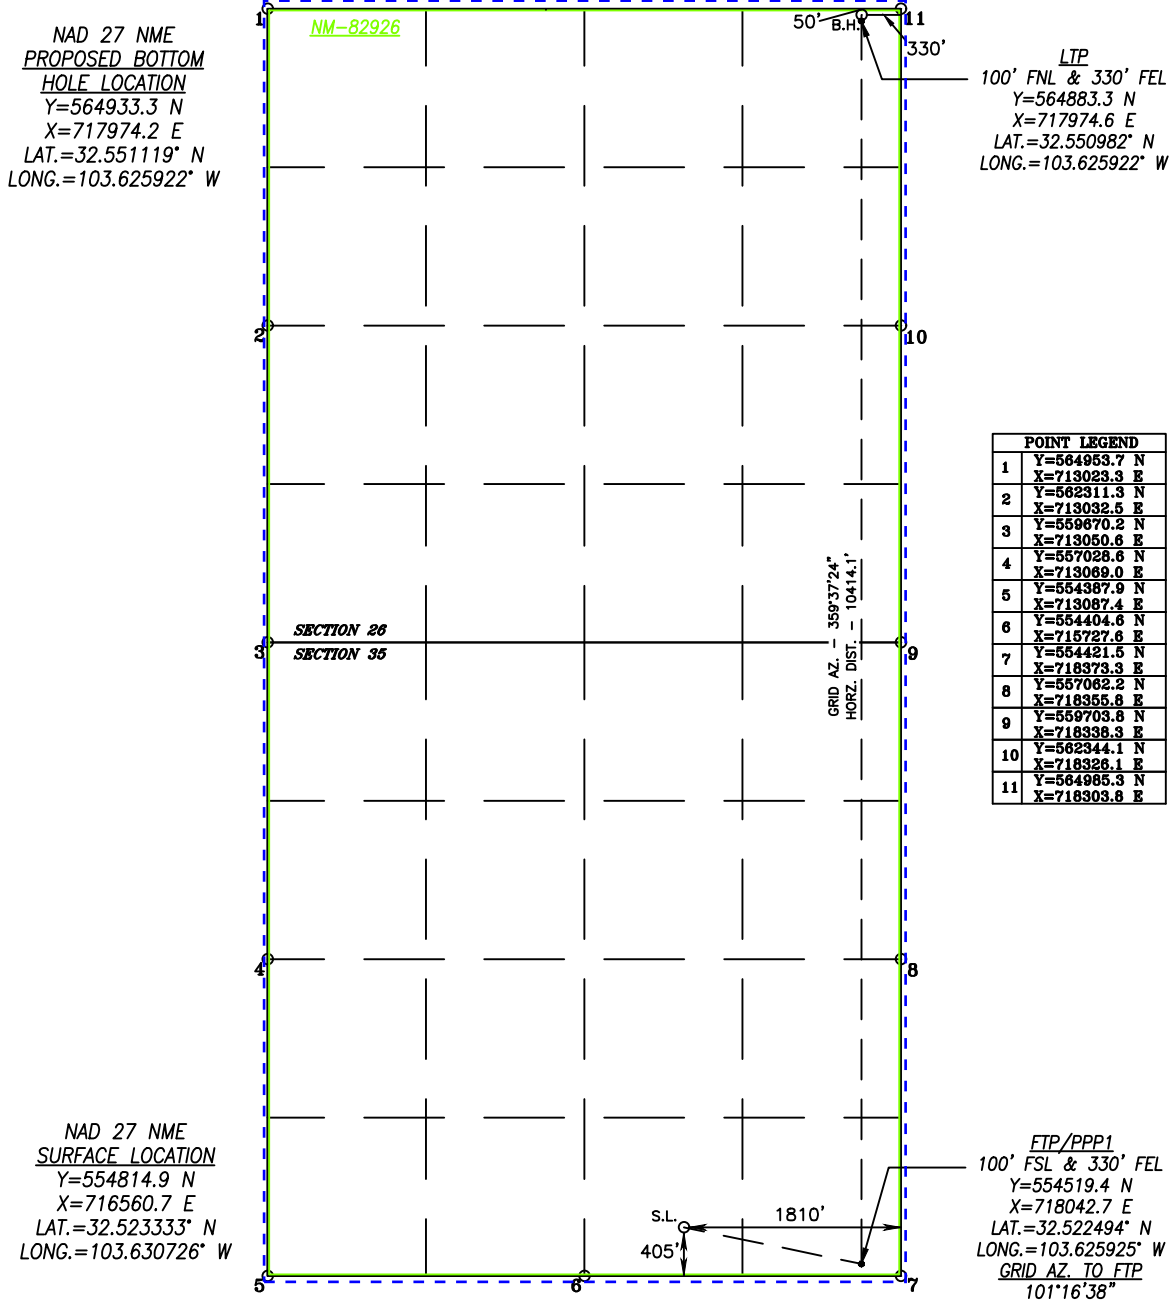 1
NM-82926
50'
B.H.
11
330'
NAD 27 NME
PROPOSED BOTTOM
HOLE LOCATION
Y=564933.3 N
X=717974.2 E
LAT.=32.551119° N
LONG.=103.625922° W
LTP
100' FNL & 330' FEL
Y=564883.3 N
X=717974.6 E
LAT.=32.550982° N
LONG.=103.625922° W
2
10
POINT LEGEND
1 Y=564953.7 N
X=713023.3 E
2 Y=562311.3 N
X=713032.5 E
3 Y=559670.2 N
X=713050.6 E
4 Y=557028.6 N
X=713069.0 E
5 Y=554387.9 N
X=713087.4 E
6 Y=554404.6 N
X=715727.6 E
7 Y=554421.5 N
X=718373.3 E
8 Y=557062.2 N
X=718355.8 E
9 Y=559703.8 N
X=718338.3 E
10 Y=562344.1 N
X=718326.1 E
11 Y=564985.3 N
X=718303.8 E
GRID AZ. - 359°37'24"
HORZ. DIST. - 10414.1'
SECTION 26
3
SECTION 35
9
4
8
NAD 27 NME
SURFACE LOCATION
Y=554814.9 N
X=716560.7 E
LAT.=32.523333° N
LONG.=103.630726° W
S.L.
1810'
405'
FTP/PPP1
100' FSL & 330' FEL
Y=554519.4 N
X=718042.7 E
LAT.=32.522494° N
LONG.=103.625925° W
GRID AZ. TO FTP
101°16'38"
5
6
7